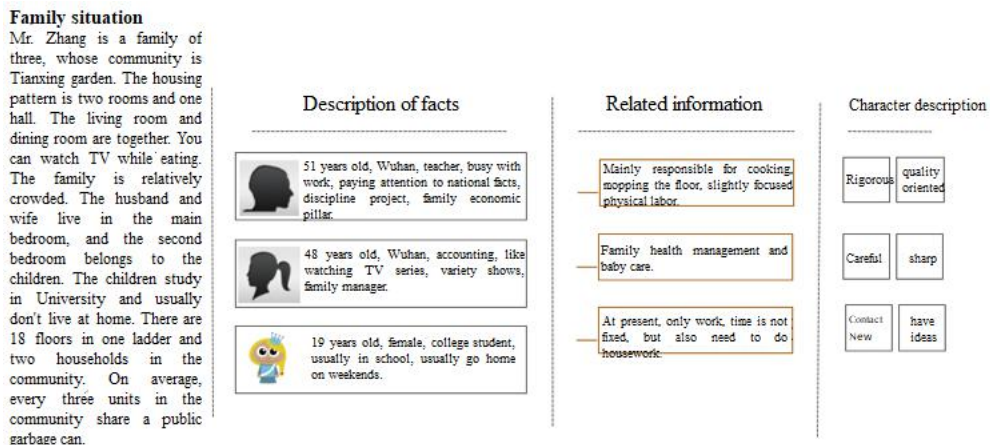 Family situation
Mr. Zhang is a family of
three, whose community is
Tianxing garden. The housing
pattern is two rooms and one
hall. The living room and
dining room are together. You
can watch TV while eating.
The family is relatively
crowded. The husband and
wife live in the main
bedroom, and the second
bedroom belongs to the
children. The children study
in University and usually
don't live at home. There are
18 floors in one ladder and
two households in the
community. On average,
every three units in the
community share a public
garbage can.
Description of facts
51 years old, Wuhan, teacher, busy with
work, paying attention to national facts,
discipline project, family economic
pillar.
48 years old, Wuhan, accounting, like
watching TV series, variety shows,
family manager.
19 years old, female, college student,
usually in school, usually go home
on weekends.
Related information
Mainly responsible for cooking,
mopping the floor, slightly focused
physical labor.
Family health management and
baby care.
At present, only work, time is not
fixed, but also need to do
housework.
Character description
Rigorous
quality
oriented
Careful
sharp
Contact
New
have
ideas